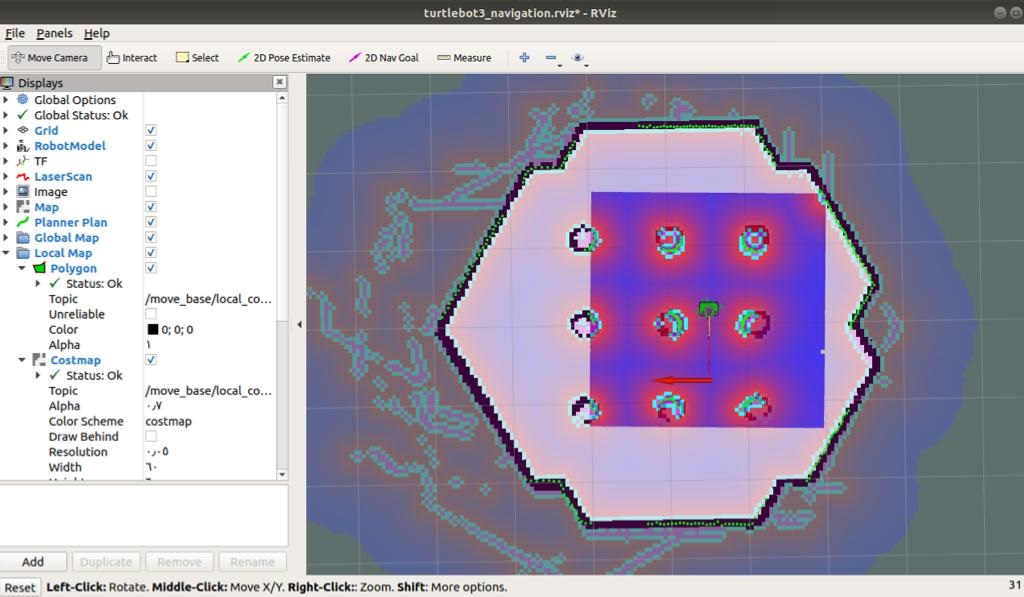 turtlebot3_navigation.rviz* - RViz
File Panels Help
Move Camera Interact Select 2D Pose Estimate 2D Nav Goal Measure
Displays
Global Options
Global Status: Ok
Grid
RobotModel
TF
LaserScan
Image
Map
Planner Plan
Global Map
Local Map
Polygon
Status: Ok
Topic /move_base/local_co...
Unreliable
Color 0; 0; 0
Alpha ١
Costmap
Status: Ok
Topic /move_base/local_co...
Alpha ٠٫٧
Color Scheme costmap
Draw Behind
Resolution ٠٫٠٥
Width ٦٠
Add Duplicate Remove Rename
Reset Left-Click: Rotate. Middle-Click: Move X/Y. Right-Click:: Zoom. Shift: More options. 31